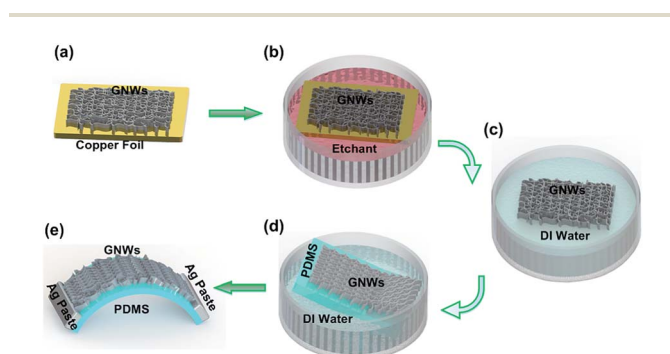 (a)
GNWs
Copper Foil
(b)
GNWs
Etchant
(c)
GNWs
DI Water
(d)
PDMS
GNWs
DI Water
(e)
GNWs
Ag Paste
PDMS
Ag Paste